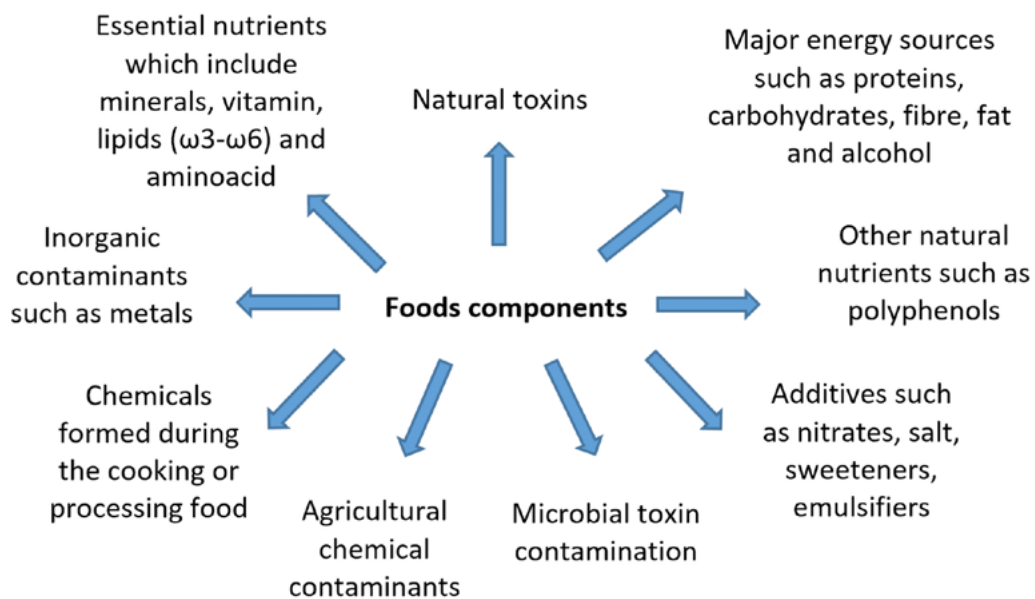 Essential nutrients
which include
minerals, vitamin,
lipids (ω3-ω6) and
aminoacid
Natural toxins
Major energy sources
such as proteins,
carbohydrates, fibre, fat
and alcohol
Inorganic
contaminants
such as metals
Foods components
Other natural
nutrients such as
polyphenols
Chemicals
formed during
the cooking or
processing food
Agricultural
chemical
contaminants
Microbial toxin
contamination
Additives such
as nitrates, salt,
sweeteners,
emulsifiers